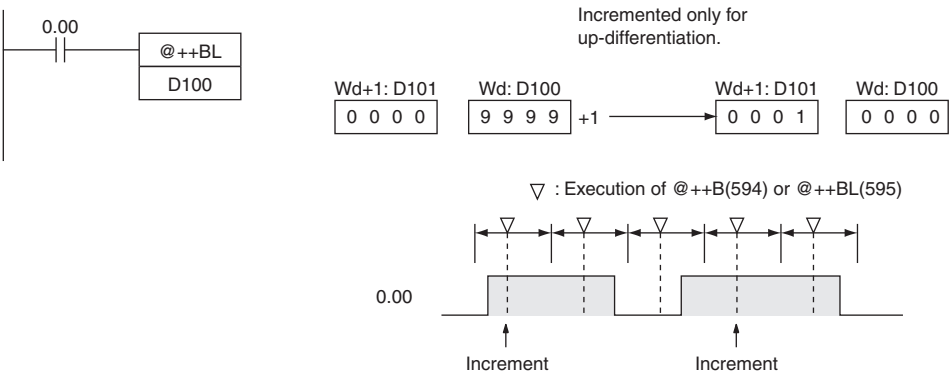 0.00
@++BL
D100
Incremented only for
up-differentiation.
Wd+1: D101 Wd: D100 Wd+1: D101 Wd: D100
0 0 0 0 9 9 9 9 +1 0 0 0 1 0 0 0 0
: Execution of @++B(594) or @++BL(595)
0.00
Increment Increment